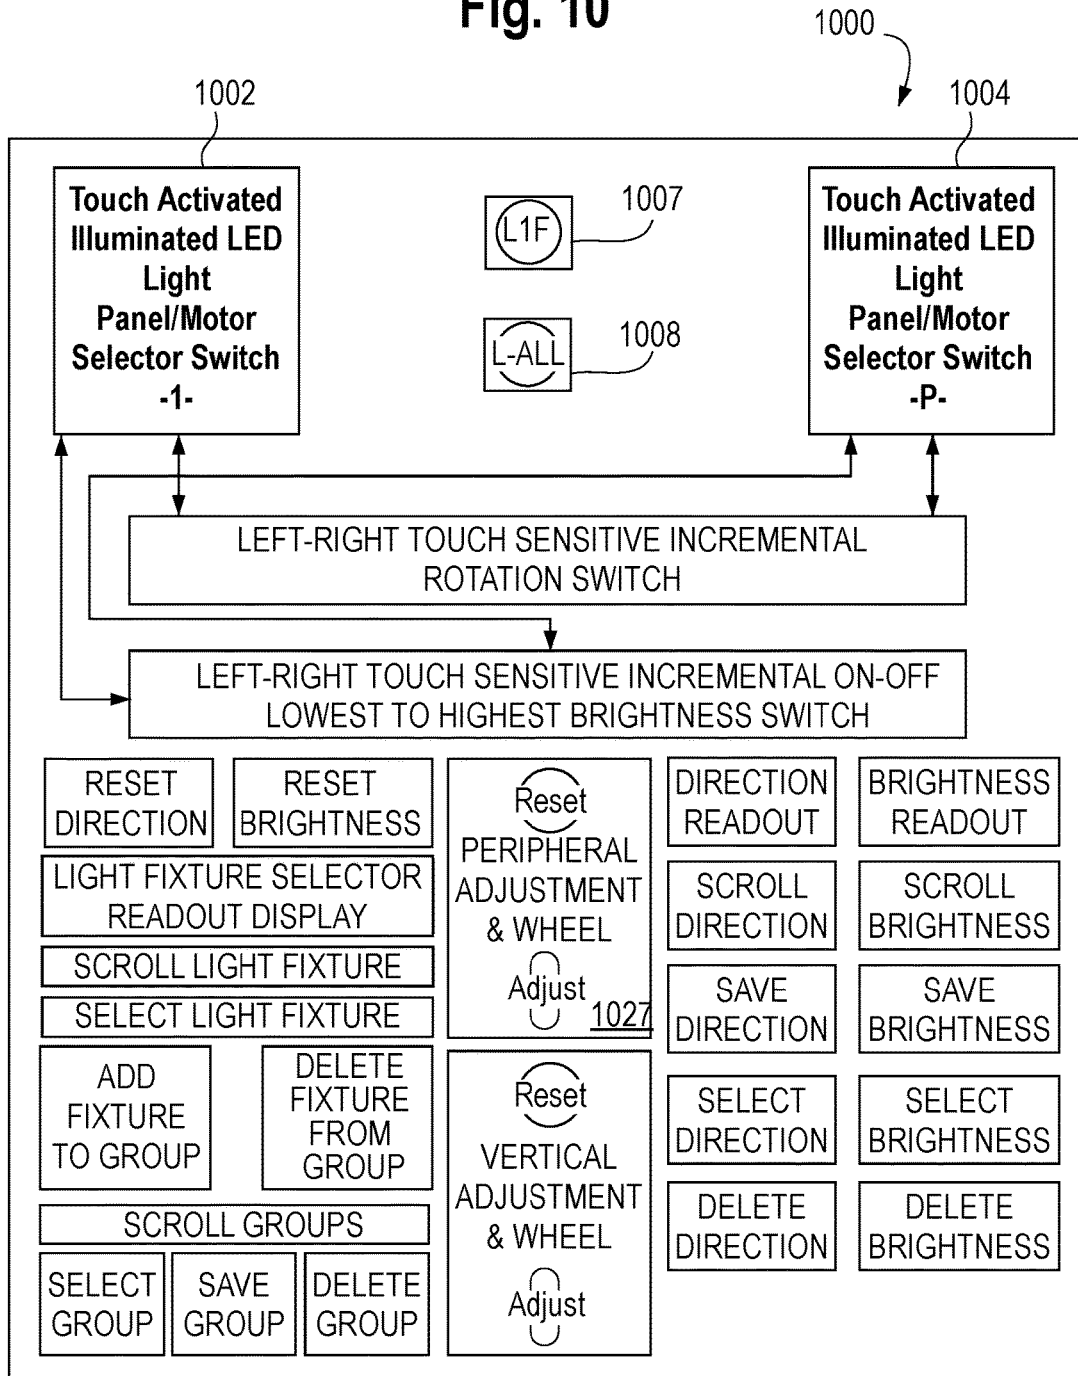 Fig. 10
1000
1002
1004
Touch Activated
Illuminated LED
Light
Panel/Motor
Selector Switch
-1-
L1F
1007
L-ALL
1008
Touch Activated
Illuminated LED
Light
Panel/Motor
Selector Switch
-P-
LEFT-RIGHT TOUCH SENSITIVE INCREMENTAL
ROTATION SWITCH
LEFT-RIGHT TOUCH SENSITIVE INCREMENTAL ON-OFF
LOWEST TO HIGHEST BRIGHTNESS SWITCH
RESET
DIRECTION
RESET
BRIGHTNESS
LIGHT FIXTURE SELECTOR
READOUT DISPLAY
SCROLL LIGHT FIXTURE
SELECT LIGHT FIXTURE
ADD
FIXTURE
TO GROUP
DELETE
FIXTURE
FROM
GROUP
SCROLL GROUPS
SELECT
GROUP
SAVE
GROUP
DELETE
GROUP
Reset
PERIPHERAL
ADJUSTMENT
& WHEEL
Adjust
1027
Reset
VERTICAL
ADJUSTMENT
& WHEEL
Adjust
DIRECTION
READOUT
BRIGHTNESS
READOUT
SCROLL
DIRECTION
SCROLL
BRIGHTNESS
SAVE
DIRECTION
SAVE
BRIGHTNESS
SELECT
DIRECTION
SELECT
BRIGHTNESS
DELETE
DIRECTION
DELETE
BRIGHTNESS